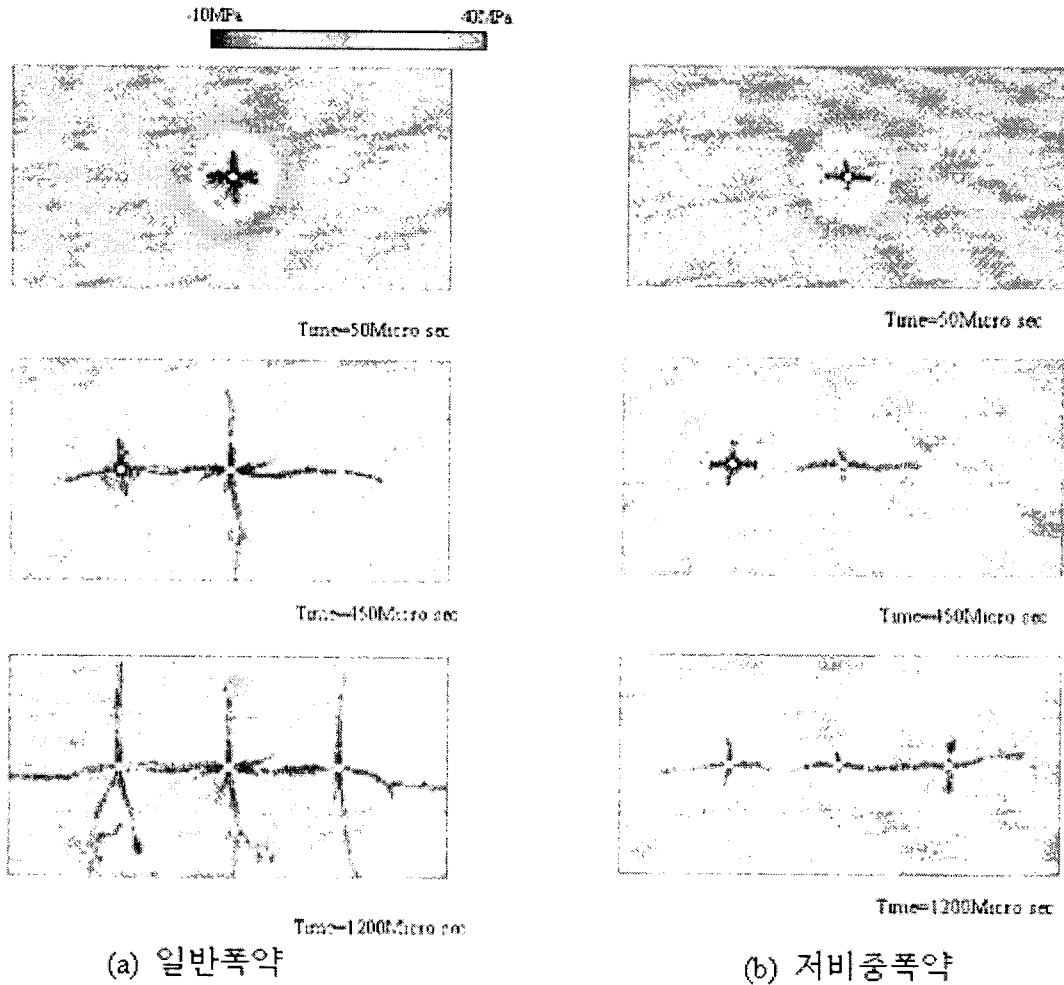 -10MPa 40MPa
Time=50Micro sec
Time=50Micro sec
Time=450Micro sec
Time=450Micro sec
Time=1200Micro sec
Time=1200Micro sec
(a) 일반폭약
(b) 저비중폭약